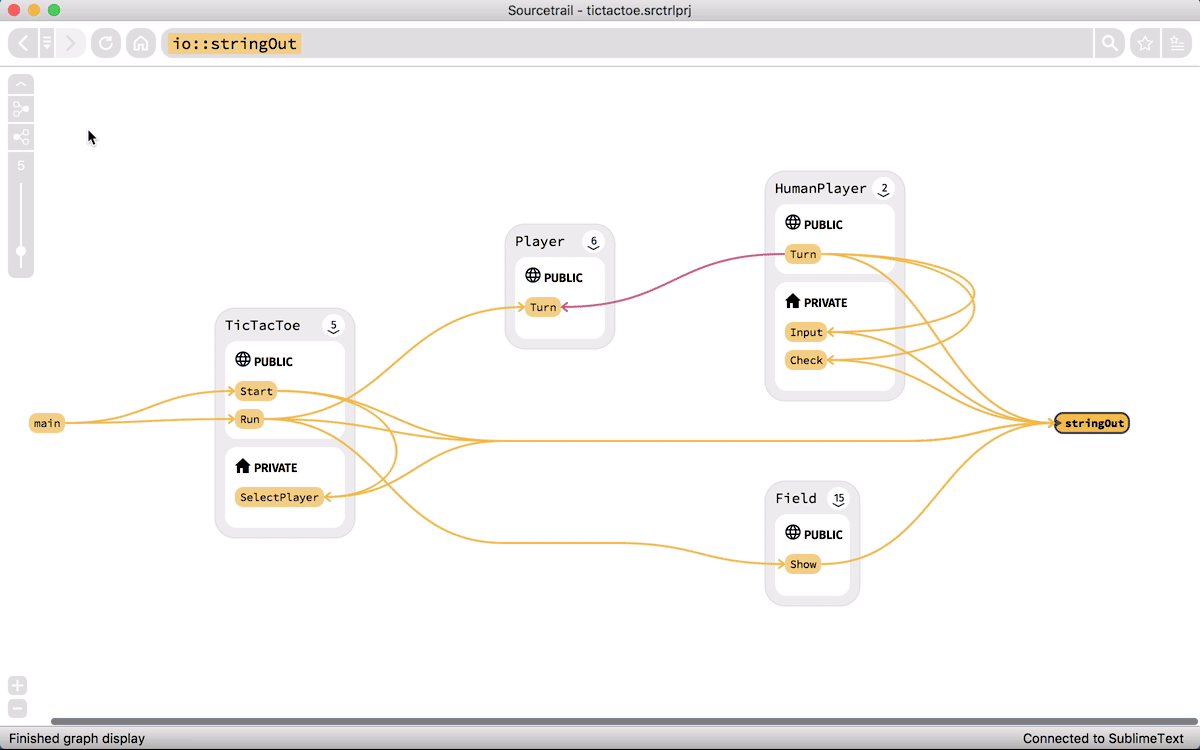 Sourcetrail - tictactoe.srctrlprj
io::stringOut
5
HumanPlayer 2
PUBLIC
Turn
PRIVATE
Input
Check
Player 6
PUBLIC
Turn
TicTacToe 5
PUBLIC
Start
Run
PRIVATE
SelectPlayer
main
stringOut
Field 15
PUBLIC
Show
Finished graph display
Connected to SublimeText